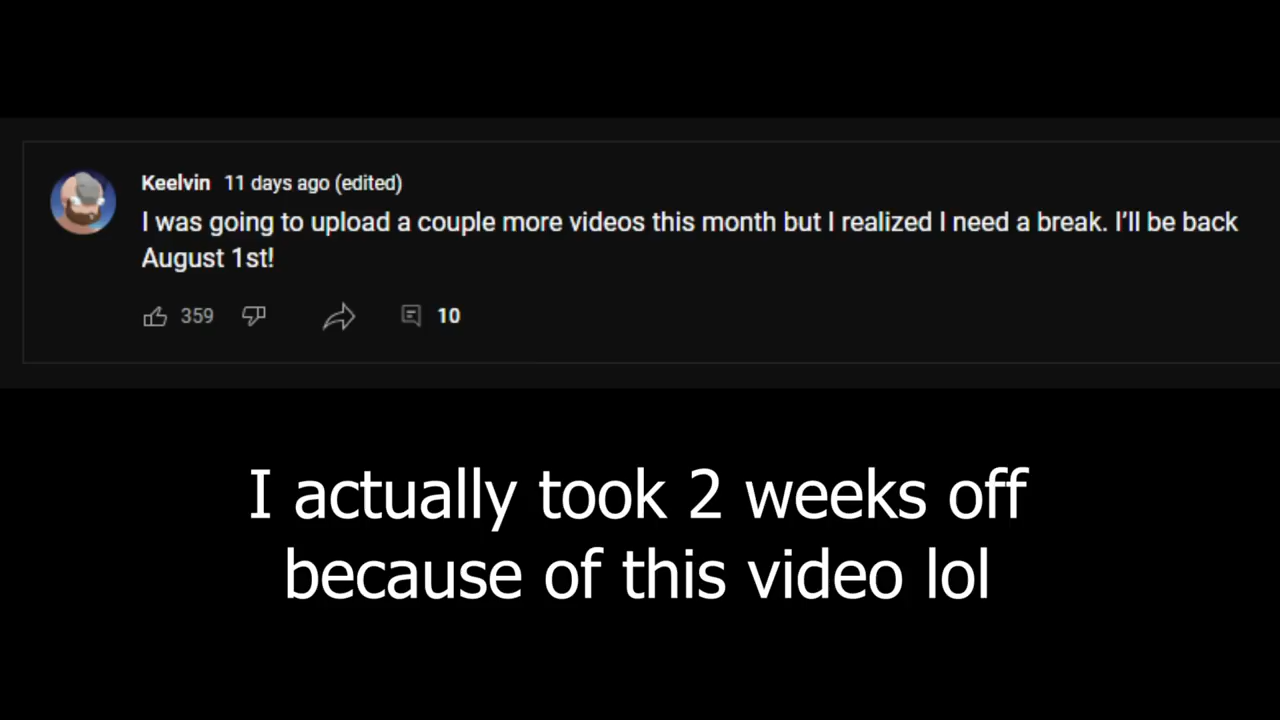 Keelvin 11 days ago (edited)
I was going to upload a couple more videos this month but I realized I need a break. I'll be back
August 1st!
359 10
I actually took 2 weeks off
because of this video lol